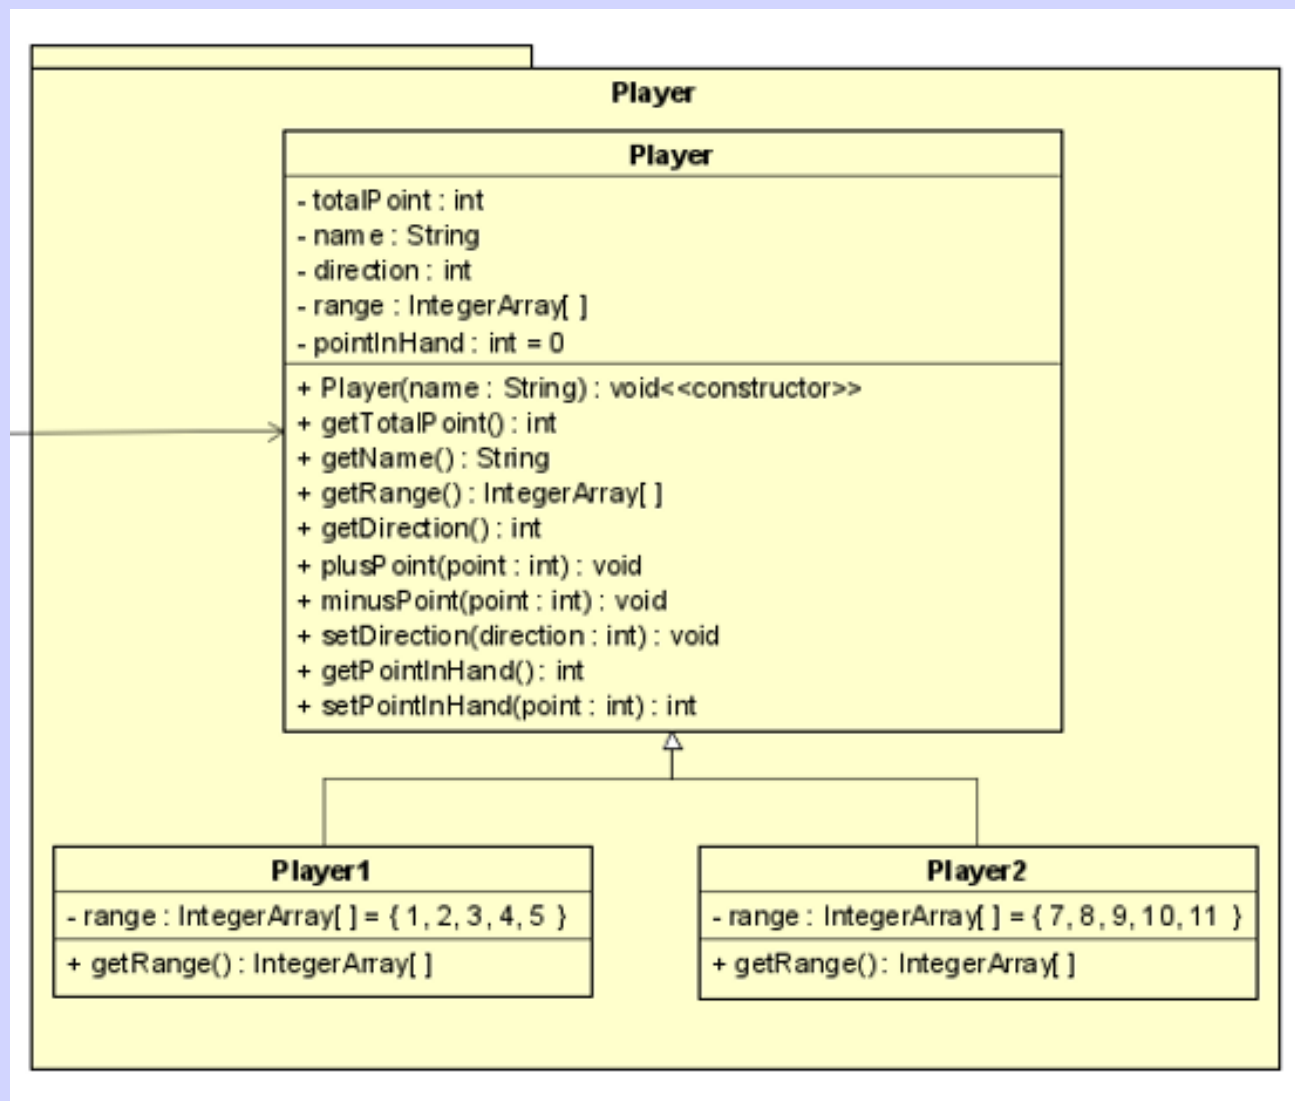 Player
Player
- totalPoint : int
- name : String
- direction : int
- range : IntegerArray[ ]
- pointInHand : int = 0
+ Player(name : String) : void<<constructor>>
+ getTotalPoint() : int
+ getName() : String
+ getRange() : IntegerArray[ ]
+ getDirection() : int
+ plusPoint(point : int) : void
+ minusPoint(point : int) : void
+ setDirection(direction : int) : void
+ getPointInHand() : int
+ setPointInHand(point : int) : int
Player1
- range : IntegerArray[ ] = { 1, 2, 3, 4, 5 }
+ getRange() : IntegerArray[ ]
Player2
- range : IntegerArray[ ] = { 7, 8, 9, 10, 11 }
+ getRange() : IntegerArray[ ]